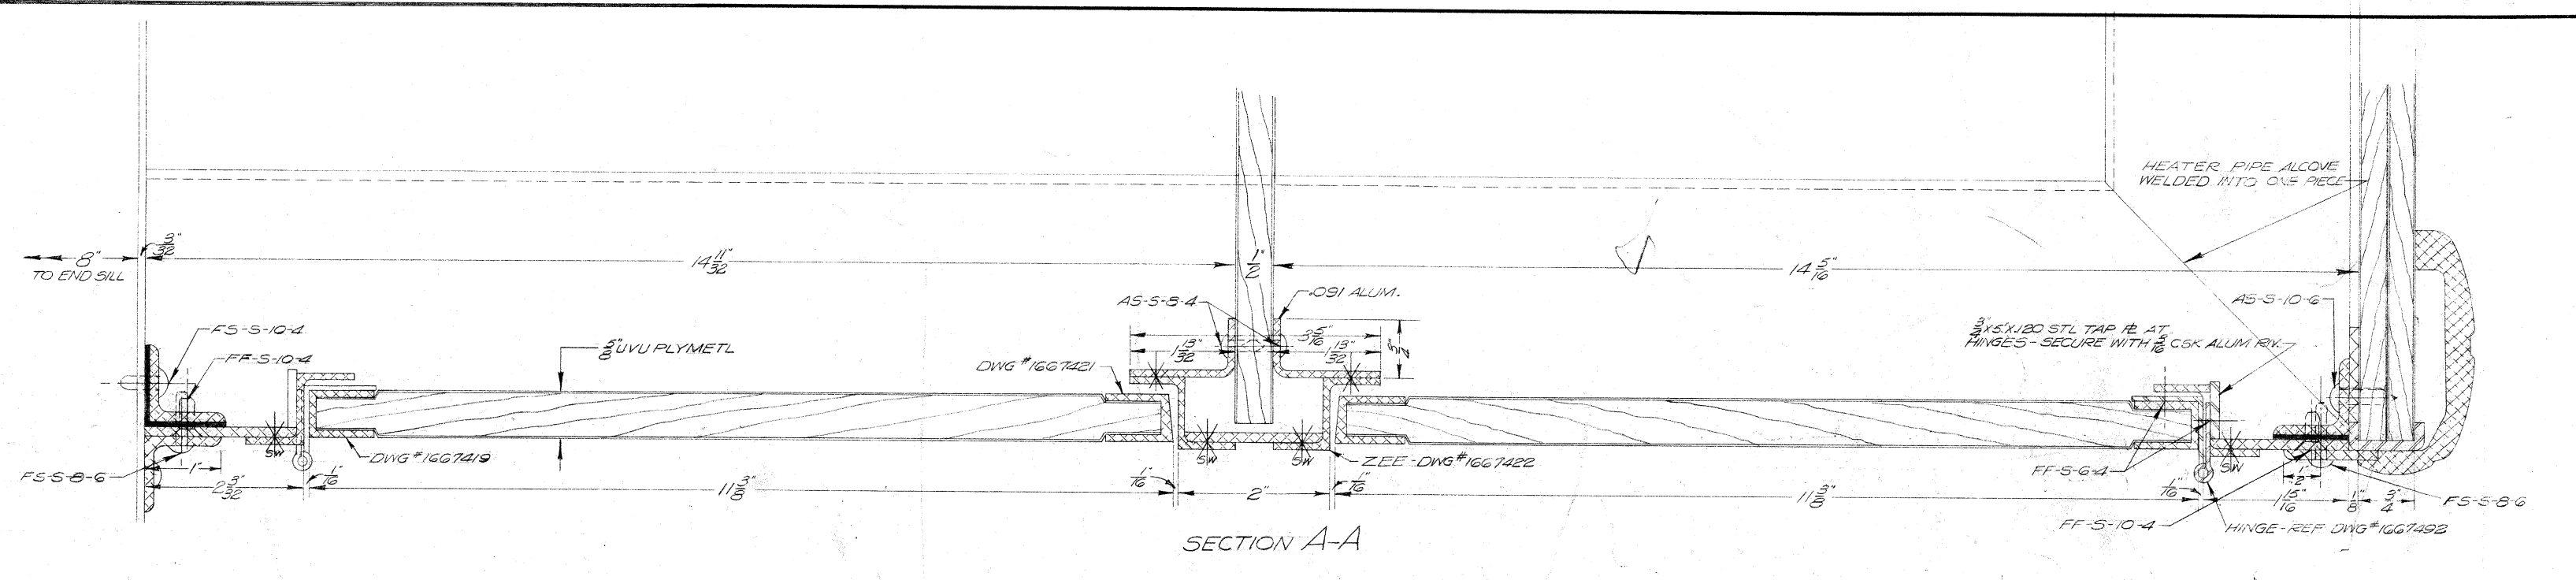 HEATER PIPE ALCOVE
WELDED INTO ONE PIECE
8"
TO END SILL
3/32"
14 11/32"
1/2"
14 5/16"
AS-S-8-4
.091 ALUM.
AS-S-10-6
3 5/16"
1 13/32"
1 13/32"
3/4"
FS-S-10-4
FF-S-10-4
5/8" UVU PLYMETL
DWG #1667421
3/4" X 5" X .120 STL TAP PL AT
HINGES - SECURE WITH 3/16 CSK ALUM. RIV.
SW
DWG #1667419
SW
SW
ZEE - DWG #1667422
FF-S-6-4
SW
FS-S-8-6
1"
2 3/32"
1/16"
11 3/8"
1/16"
2"
1/16"
11 3/8"
1/16"
1 15/16"
1/8"
3/4"
FS-S-8-6
FF-S-10-4
HINGE-REF DWG #1667492
SECTION A-A